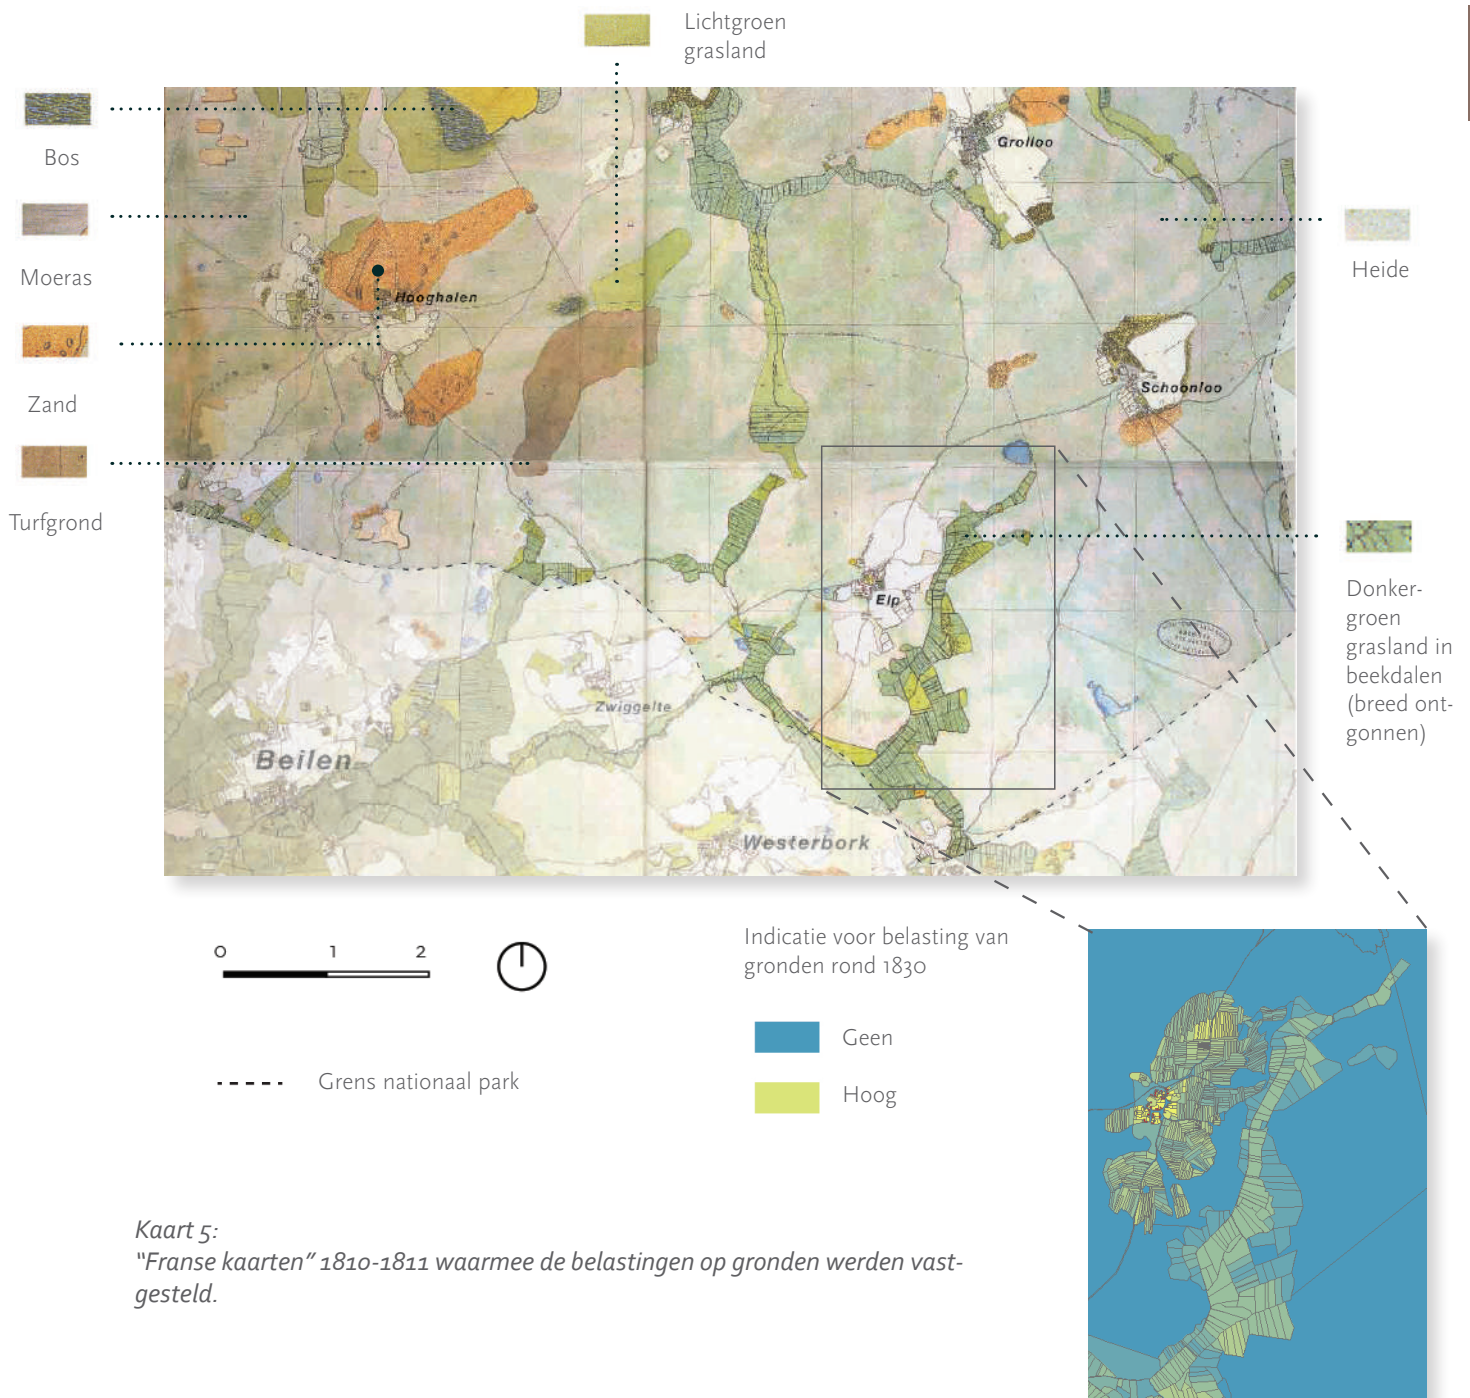 Lichtgroen
grasland
Bos
Moeras
Zand
Turfgrond
Grolloo
Hooghalen
Schoonloo
Elp
Zwiggelte
Beilen
Westerbork
Heide
Donker-
groen
grasland in
beekdalen
(breed ont-
gonnen)
0 1 2
Grens nationaal park
Indicatie voor belasting van
gronden rond 1830
Geen
Hoog
Kaart 5:
"Franse kaarten" 1810-1811 waarmee de belastingen op gronden werden vast-
gesteld.